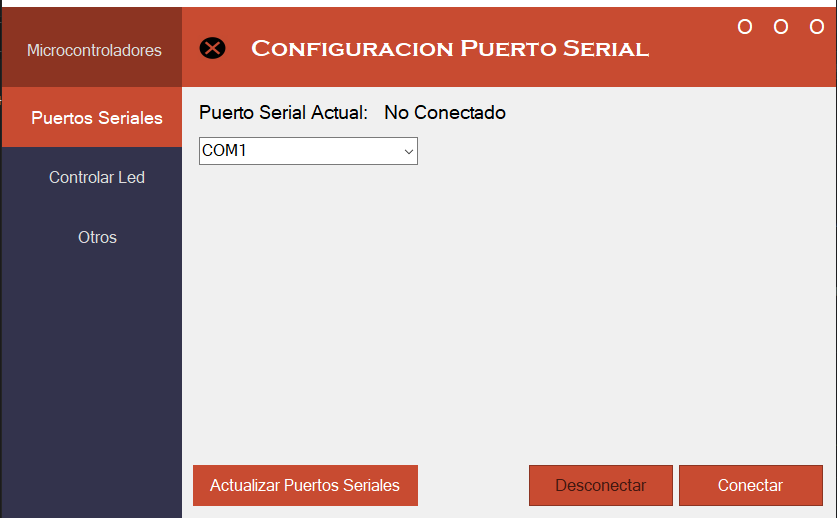 Microcontroladores
Configuracion Puerto Serial
O O O
Puertos Seriales
Controlar Led
Otros
Puerto Serial Actual: No Conectado
COM1
Actualizar Puertos Seriales
Desconectar
Conectar